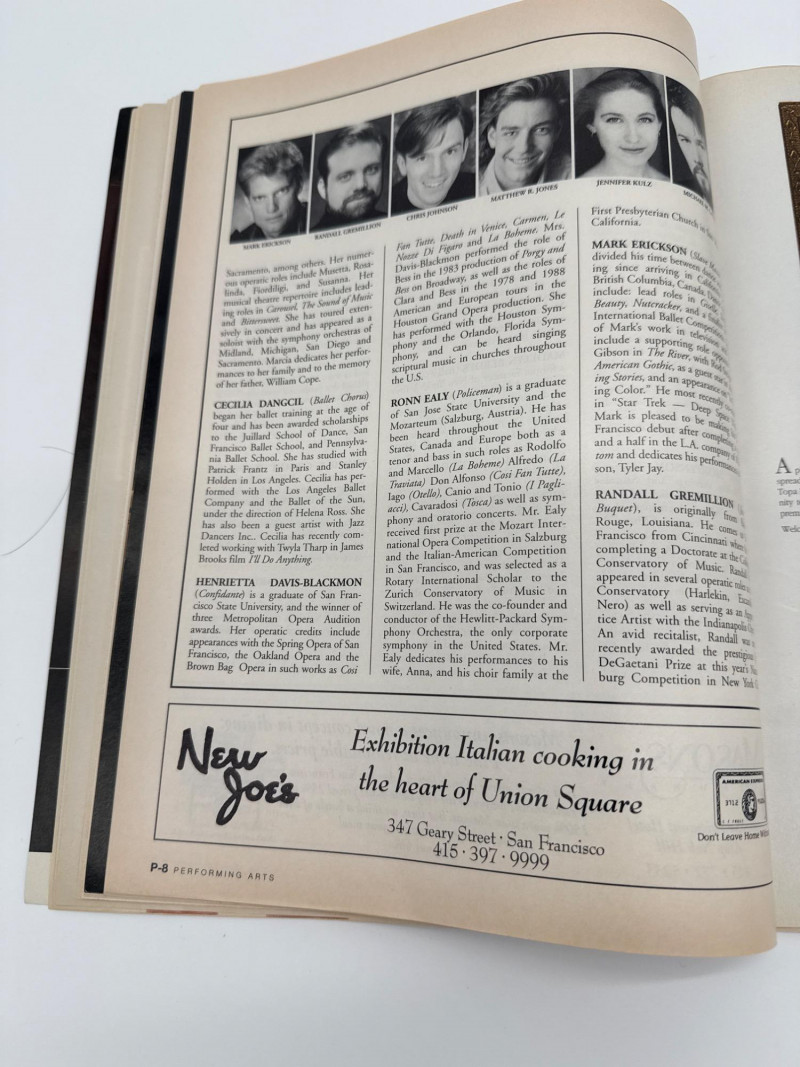 MARK ERICKSON
RANDALL GREMILLION
CHRIS JOHNSON
MATTHEW R. JONES
JENNIFER KULZ
Sacramento, among others. Her numer-
ous operatic roles include Musetta, Rosa-
linda, Fiordiligi, and Susanna. Her
musical theatre repertoire includes lead-
ing roles in Carousel, The Sound of Music
and Bittersweet. She has toured exten-
sively in concert and has appeared as a
soloist with the symphony orchestras of
Midland, Michigan, San Diego and
Sacramento. Marcia dedicates her perfor-
mances to her family and to the memory
of her father, William Cope.
CECILIA DANGCIL (Ballet Chorus)
began her ballet training at the age of
four and has been awarded scholarships
to the Juillard School of Dance, San
Francisco Ballet School, and Pennsylva-
nia Ballet School. She has studied with
Patrick Frantz in Paris and Stanley
Holden in Los Angeles. Cecilia has per-
formed with the Los Angeles Ballet
Company and the Ballet of the Sun,
under the direction of Helena Ross. She
has also been a guest artist with Jazz
Dancers Inc.. Cecilia has recently com-
leted working with Twyla Tharp in James
Brooks film I'll Do Anything.
HENRIETTA DAVIS-BLACKMON
(Confidante) is a graduate of San Fran-
cisco State University, and the winner of
three Metropolitan Opera Audition
awards. Her operatic credits include
appearances with the Spring Opera of San
Francisco, the Oakland Opera and the
Brown Bag Opera in such works as Cosi
Fan Tutte, Death in Venice, Carmen, Le
Nozze Di Figaro and La Boheme. Mrs.
Davis-Blackmon performed the role of
Bess in the 1983 production of Porgy and
Bess on Broadway, as well as the roles of
Clara and Bess in the 1978 and 1988
American and European tours in the
Houston Grand Opera production. She
has performed with the Houston Sym-
phony and the Orlando, Florida Sym-
phony, and can be heard singing
scriptural music in churches throughout
the U.S.
RONN EALY (Policeman) is a graduate
of San Jose State University and the
Mozarteum (Salzburg, Austria). He has
been heard throughout the United
States, Canada and Europe both as a
tenor and bass in such roles as Rodolfo
and Marcello (La Boheme) Alfredo (La
Traviata) Don Alfonso (Cosi Fan Tutte),
Iago (Otello), Canio and Tonio (I Pagli-
acci), Cavaradosi (Tosca) as well as sym-
phony and oratorio concerts. Mr. Ealy
received first prize at the Mozart Inter-
national Opera Competition in Salzburg
and the Italian-American Competition
in San Francisco, and was selected as a
Rotary International Scholar to the
Zurich Conservatory of Music in
Switzerland. He was the co-founder and
conductor of the Hewlitt-Packard Sym-
phony Orchestra, the only corporate
symphony in the United States. Mr.
Ealy dedicates his performances to his
wife, Anna, and his choir family at the
First Presbyterian Church in
California.
MARK ERICKSON
divided his time between
ing since arriving in
British Columbia, Canada.
include: lead roles in
Beauty, Nutcracker, and a
International Ballet
of Mark's work in television
include a supporting role
Gibson in The River, with
American Gothic, as a guest
ing Stories, and an appearance
ing Color." He most recently
in "Star Trek — Deep Space
Mark is pleased to be making
Francisco debut after
and a half in the L.A. company
tom and dedicates his performance
son, Tyler Jay.
RANDALL GREMILLION
Buquet), is originally from
Rouge, Louisiana. He comes
Francisco from Cincinnati where
completing a Doctorate at the
Conservatory of Music.
appeared in several operatic roles
Conservatory (Harlekin,
Nero) as well as serving as an
tice Artist with the Indianapolis
An avid recitalist, Randall was
recently awarded the prestigious
DeGaetani Prize at this year's
burg Competition in New York
New
Joe's
Exhibition Italian cooking in
the heart of Union Square
347 Geary Street · San Francisco
415 · 397 · 9999
AMERICAN EXPRESS
3712
Don't Leave Home
P-8 PERFORMING ARTS
A